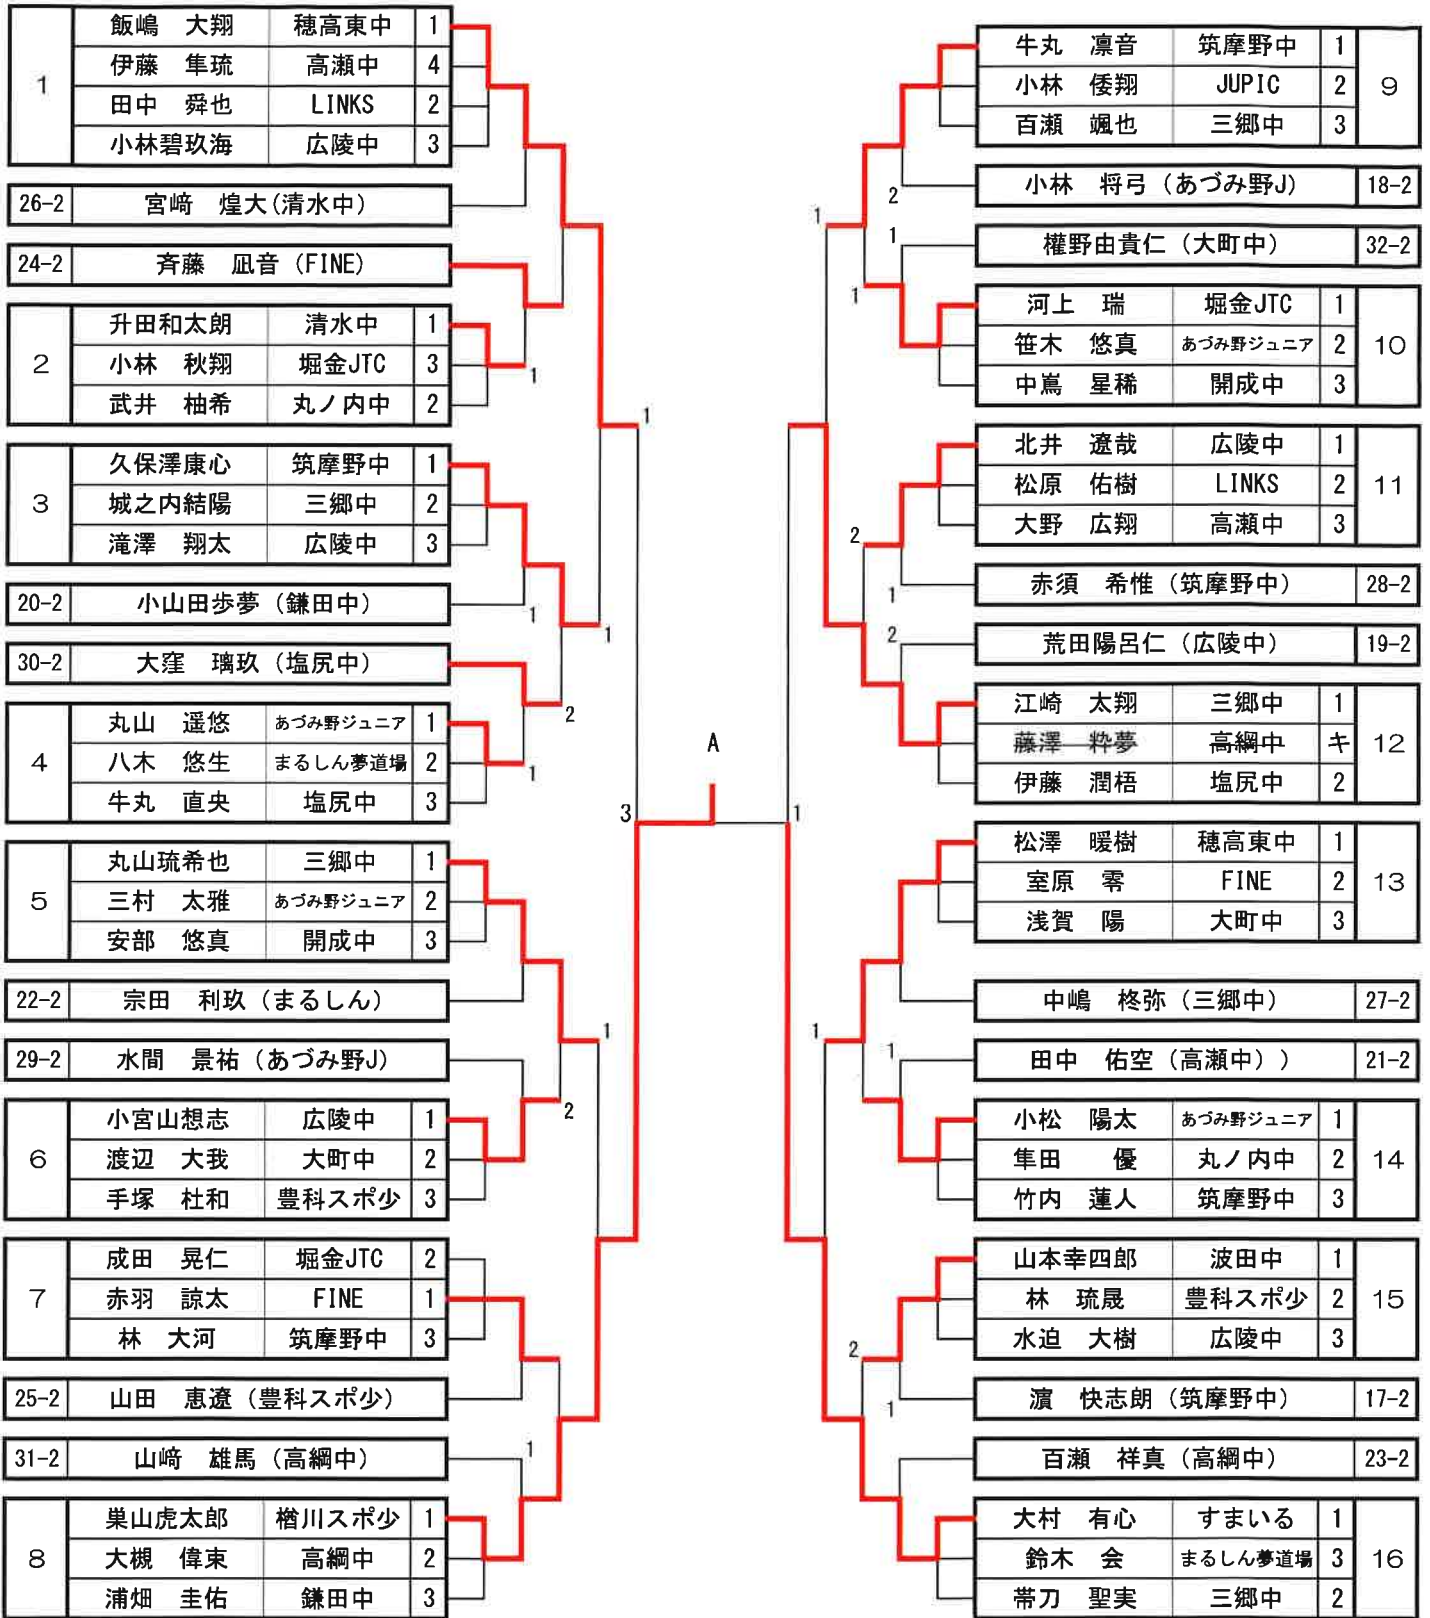 1
飯嶋 大翔 穂高東中 1
伊藤 隼琉 高瀬中 4
田中 舜也 LINKS 2
小林碧玖海 広陵中 3
26-2 宮﨑 煌大(清水中)
24-2 斉藤 凪音(FINE)
2
升田和太朗 清水中 1
小林 秋翔 堀金JTC 3
武井 柚希 丸ノ内中 2
1
3
久保澤康心 筑摩野中 1
城之内結陽 三郷中 2
滝澤 翔太 広陵中 3
20-2 小山田歩夢(鎌田中)
1
30-2 大窪 璃玖(塩尻中)
4
丸山 遥悠 あづみ野ジュニア 1
八木 悠生 まるしん夢道場 2
牛丸 直央 塩尻中 3
1
2
1
1
5
丸山琉希也 三郷中 1
三村 太雅 あづみ野ジュニア 2
安部 悠真 開成中 3
22-2 宗田 利玖(まるしん)
29-2 水間 景祐(あづみ野J)
6
小宮山想志 広陵中 1
渡辺 大我 大町中 2
手塚 杜和 豊科スポ少 3
1
2
7
成田 晃仁 堀金JTC 2
赤羽 諒太 FINE 1
林 大河 筑摩野中 3
25-2 山田 恵遼(豊科スポ少)
31-2 山﨑 雄馬(高綱中)
1
8
巣山虎太郎 楢川スポ少 1
大槻 偉束 高綱中 2
浦畑 圭佑 鎌田中 3
A
3
1
牛丸 凛音 筑摩野中 1
小林 倭翔 JUPIC 2
百瀬 颯也 三郷中 3
9
小林 将弓(あづみ野J) 18-2
2
1
1
權野由貴仁(大町中) 32-2
1
河上 瑞 堀金JTC 1
笹木 悠真 あづみ野ジュニア 2
中嶌 星稀 開成中 3
10
北井 遼哉 広陵中 1
松原 佑樹 LINKS 2
大野 広翔 高瀬中 3
11
2
赤須 希惟(筑摩野中) 28-2
1
2
荒田陽呂仁(広陵中) 19-2
江崎 太翔 三郷中 1
藤澤 粋夢 高綱中 キ
伊藤 潤梧 塩尻中 2
12
松澤 暖樹 穂高東中 1
室原 零 FINE 2
浅賀 陽 大町中 3
13
中嶋 柊弥(三郷中) 27-2
1
1
田中 佑空(高瀬中)) 21-2
小松 陽太 あづみ野ジュニア 1
隼田 優 丸ノ内中 2
竹内 蓮人 筑摩野中 3
14
山本幸四郎 波田中 1
林 琉晟 豊科スポ少 2
水迫 大樹 広陵中 3
15
2
濵 快志朗(筑摩野中) 17-2
1
百瀬 祥真(高綱中) 23-2
大村 有心 すまいる 1
鈴木 会 まるしん夢道場 3
帯刀 聖実 三郷中 2
16